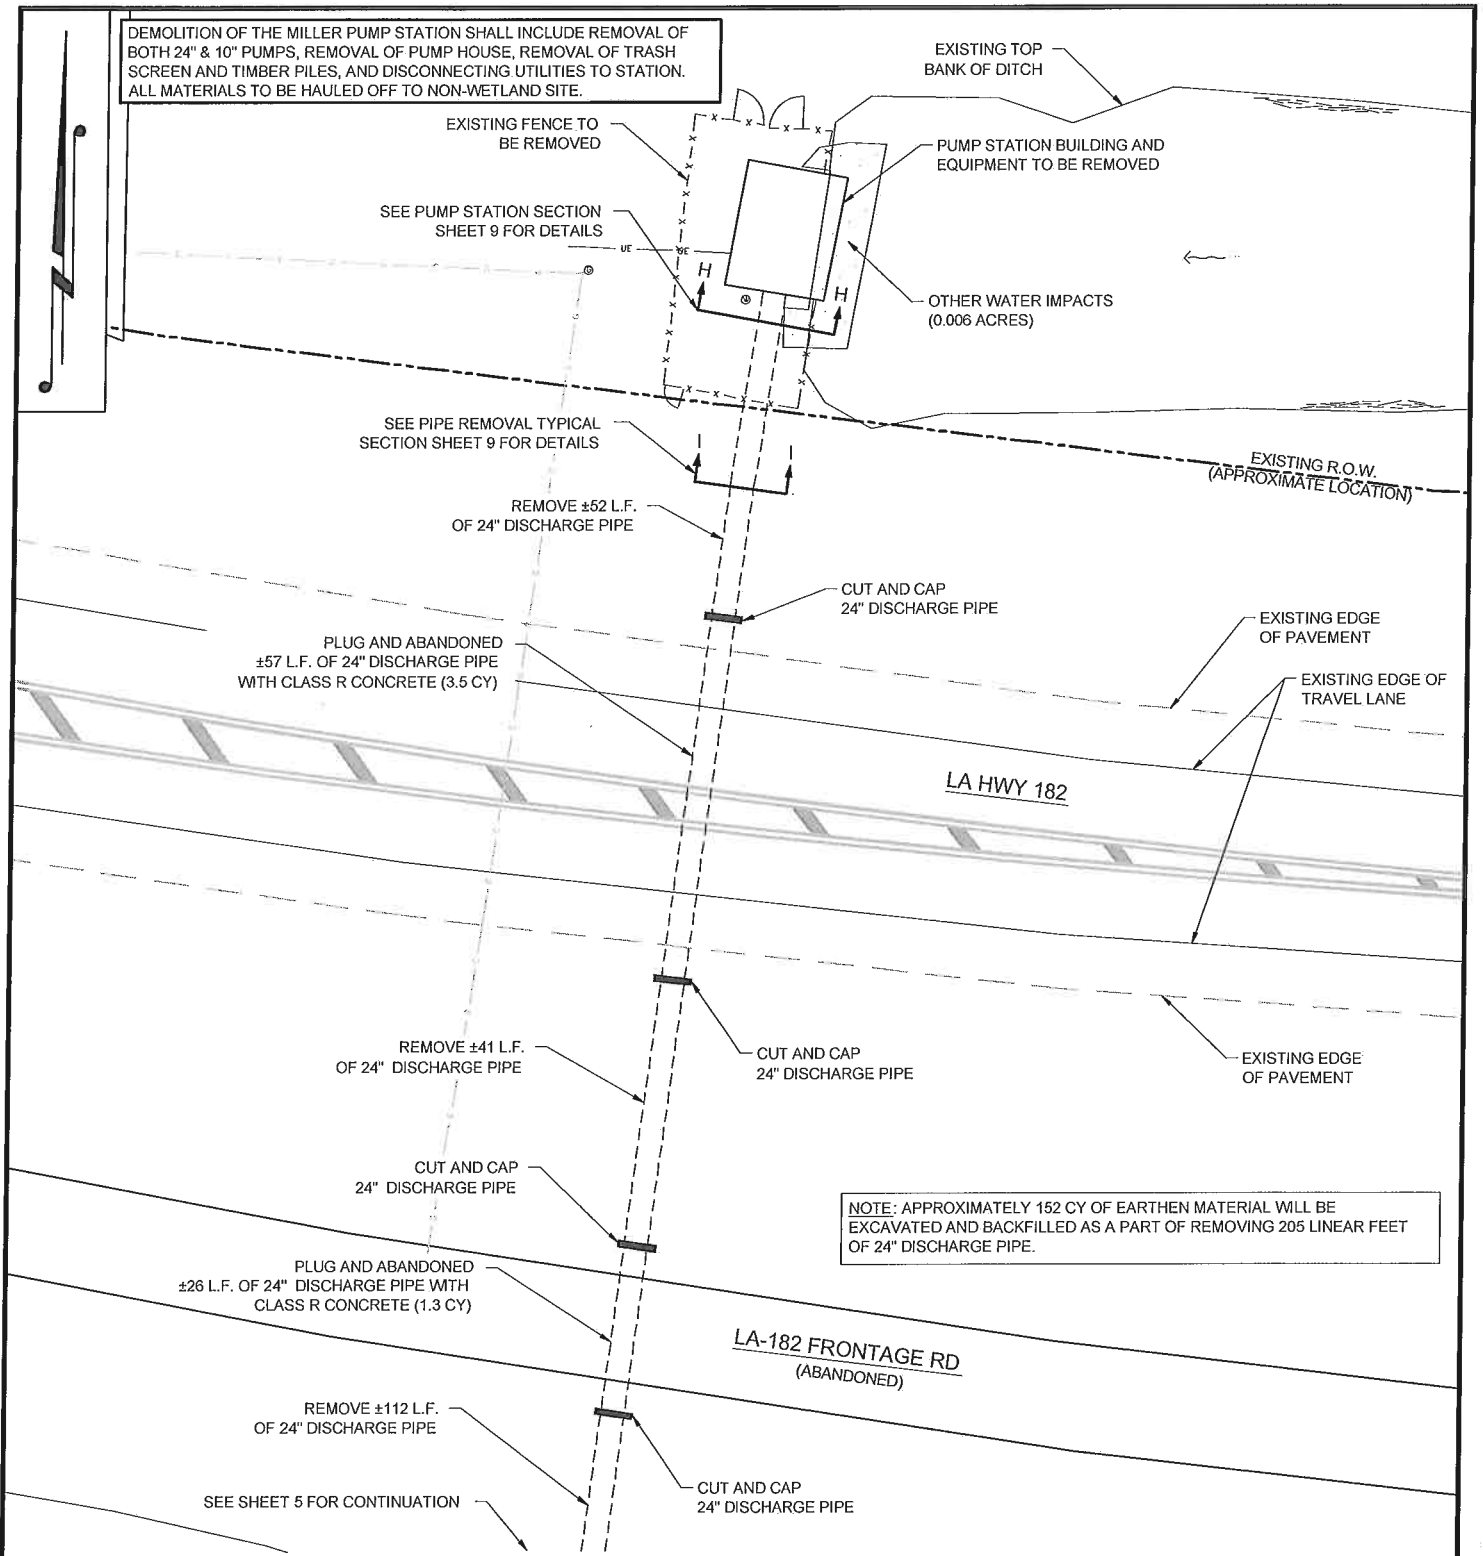 DEMOLITION OF THE MILLER PUMP STATION SHALL INCLUDE REMOVAL OF
BOTH 24" & 10" PUMPS, REMOVAL OF PUMP HOUSE, REMOVAL OF TRASH
SCREEN AND TIMBER PILES, AND DISCONNECTING UTILITIES TO STATION.
ALL MATERIALS TO BE HAULED OFF TO NON-WETLAND SITE.
EXISTING TOP
BANK OF DITCH
EXISTING FENCE TO
BE REMOVED
PUMP STATION BUILDING AND
EQUIPMENT TO BE REMOVED
SEE PUMP STATION SECTION
SHEET 9 FOR DETAILS
UE
H
H
OTHER WATER IMPACTS
(0.006 ACRES)
SEE PIPE REMOVAL TYPICAL
SECTION SHEET 9 FOR DETAILS
I
I
EXISTING R.O.W.
(APPROXIMATE LOCATION)
REMOVE ±52 L.F.
OF 24" DISCHARGE PIPE
CUT AND CAP
24" DISCHARGE PIPE
EXISTING EDGE
OF PAVEMENT
PLUG AND ABANDONED
±57 L.F. OF 24" DISCHARGE PIPE
WITH CLASS R CONCRETE (3.5 CY)
EXISTING EDGE OF
TRAVEL LANE
LA HWY 182
REMOVE ±41 L.F.
OF 24" DISCHARGE PIPE
CUT AND CAP
24" DISCHARGE PIPE
EXISTING EDGE
OF PAVEMENT
CUT AND CAP
24" DISCHARGE PIPE
NOTE: APPROXIMATELY 152 CY OF EARTHEN MATERIAL WILL BE
EXCAVATED AND BACKFILLED AS A PART OF REMOVING 205 LINEAR FEET
OF 24" DISCHARGE PIPE.
PLUG AND ABANDONED
±26 L.F. OF 24" DISCHARGE PIPE WITH
CLASS R CONCRETE (1.3 CY)
LA-182 FRONTAGE RD
(ABANDONED)
REMOVE ±112 L.F.
OF 24" DISCHARGE PIPE
CUT AND CAP
24" DISCHARGE PIPE
SEE SHEET 5 FOR CONTINUATION